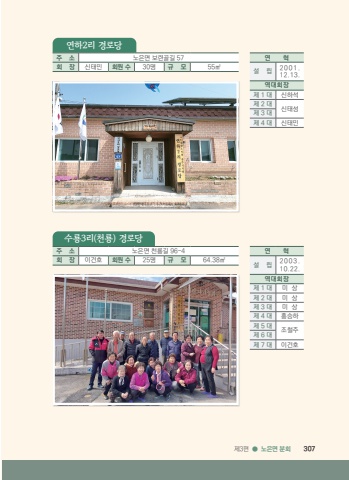 연하2리 경로당
주 소 노은면 보련골길 57
회 장 신태민 회원 수 30명 규 모 55㎡
연 혁
설 립 2001. 12.13.
역대회장
제 1 대 신하석
제 2 대 신태성
제 3 대
제 4 대 신태민
수룡3리(천룡) 경로당
주 소 노은면 천룡길 96-4
회 장 이건호 회원 수 25명 규 모 64.38㎡
연 혁
설 립 2003. 10.22.
역대회장
제 1 대 미 상
제 2 대 미 상
제 3 대 미 상
제 4 대 홍승하
제 5 대 조철주
제 6 대
제 7 대 이건호
제3편 ● 노은면 문화 307